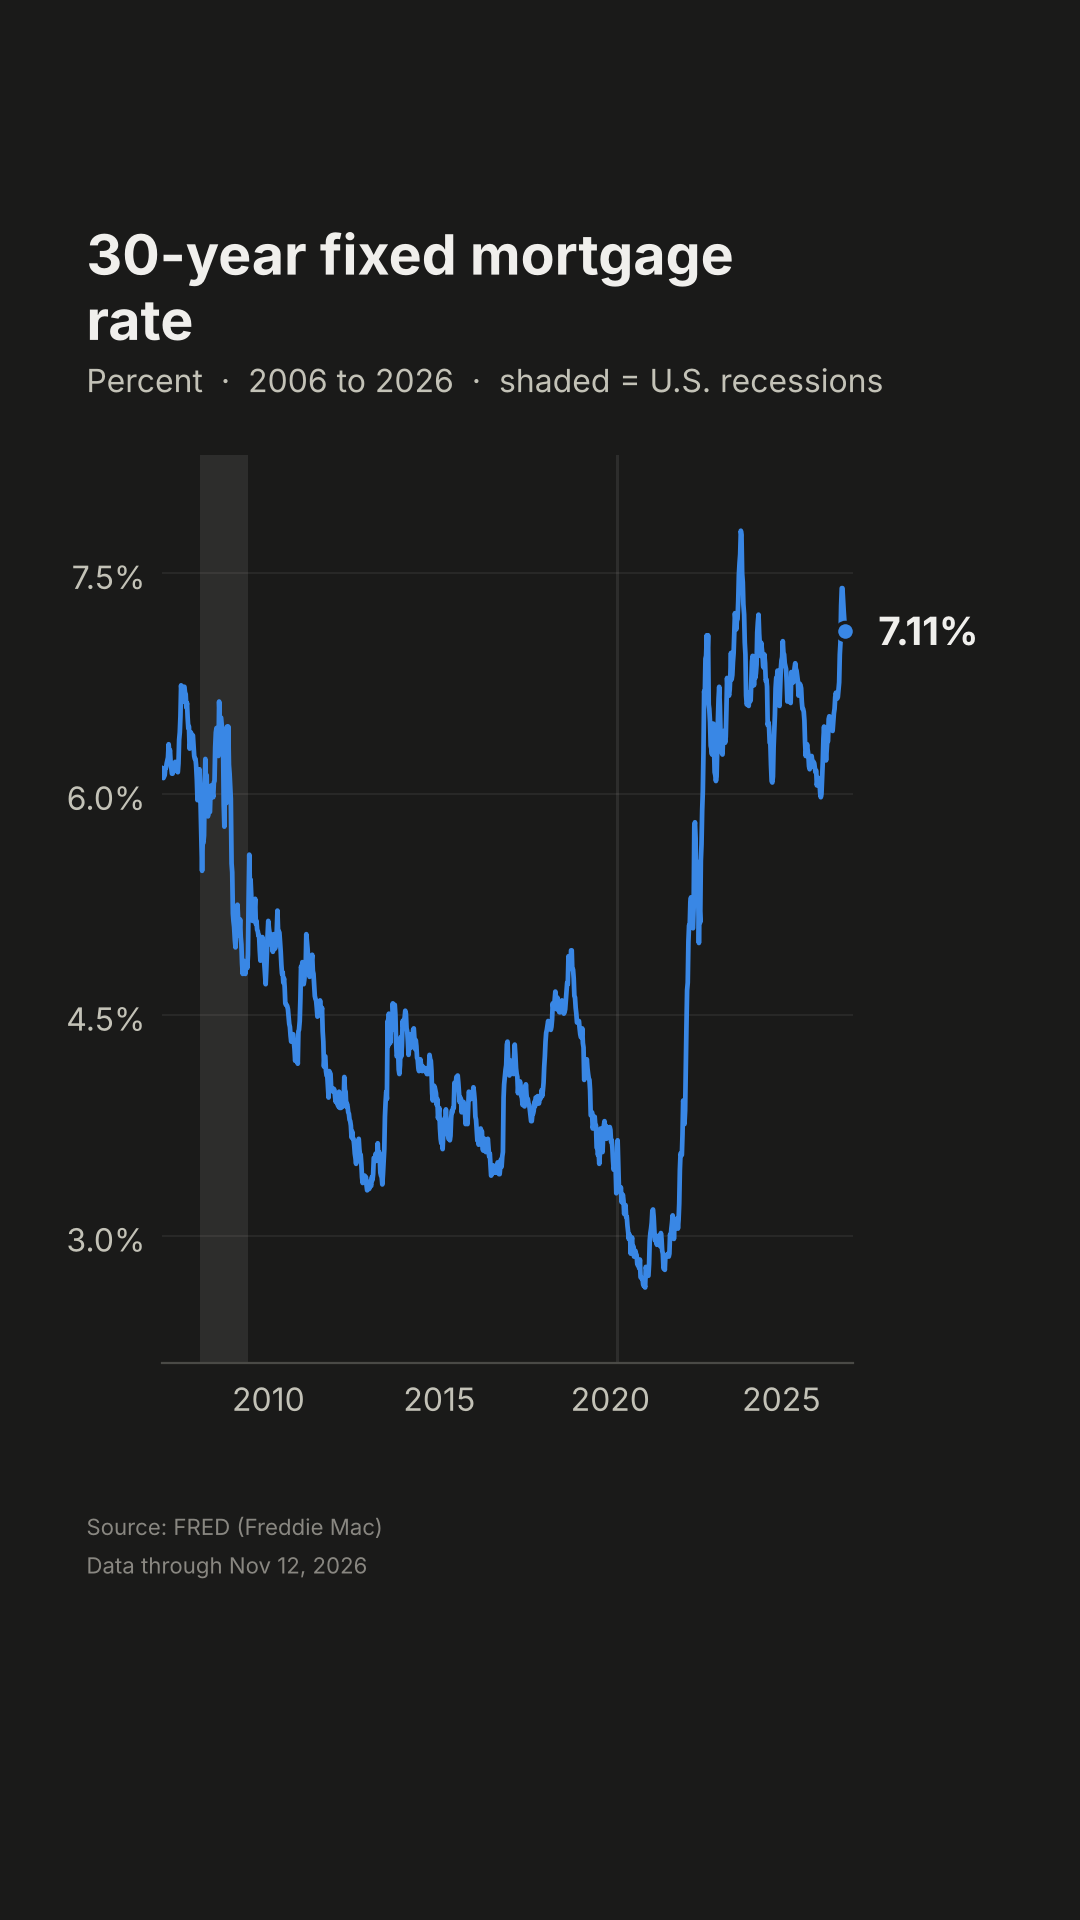 30-year fixed mortgage
rate
Percent · 2006 to 2026 · shaded = U.S. recessions
7.5%
7.11%
6.0%
4.5%
3.0%
2010 2015 2020 2025
Source: FRED (Freddie Mac)
Data through Nov 12, 2026